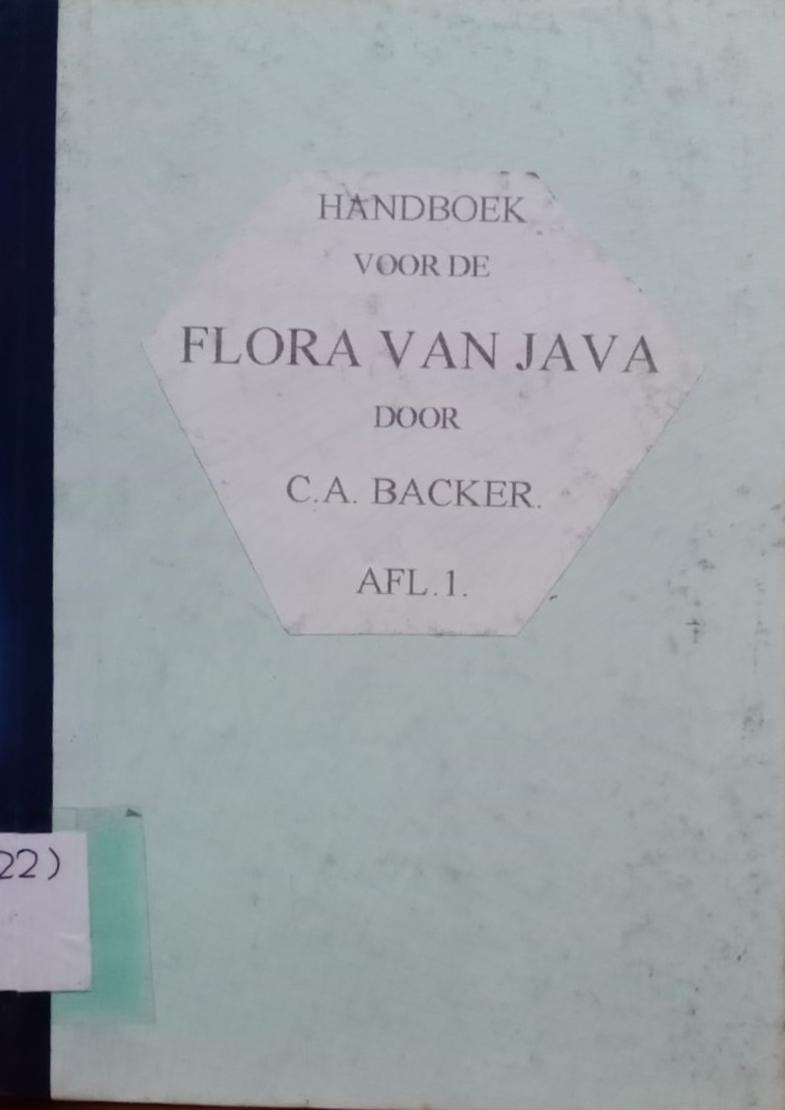 HANDBOEK
VOOR DE
FLORA VAN JAVA
DOOR
C.A. BACKER.
AFL.1.
22)